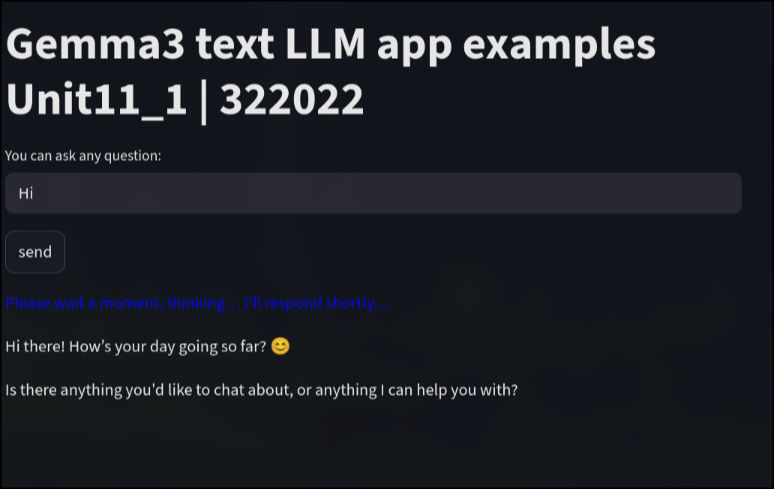 Gemma3 text LLM app examples
Unit11_1 | 322022
You can ask any question:
Hi
send
Please wait a moment, thinking... I'll respond shortly...
Hi there! How’s your day going so far? 😊
Is there anything you'd like to chat about, or anything I can help you with?